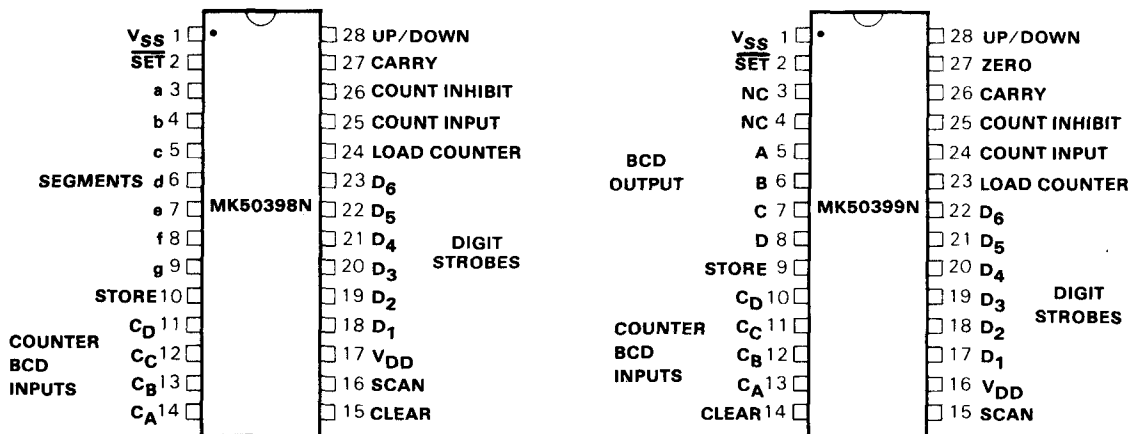 VSS 1
SET 2
a 3
b 4
c 5
SEGMENTS d 6
e 7
f 8
g 9
STORE 10
COUNTER BCD INPUTS
CD 11
CC 12
CB 13
CA 14
MK50398N
28 UP/DOWN
27 CARRY
26 COUNT INHIBIT
25 COUNT INPUT
24 LOAD COUNTER
23 D6
22 D5
21 D4
20 D3
19 D2
18 D1
DIGIT STROBES
17 VDD
16 SCAN
15 CLEAR
VSS 1
SET 2
NC 3
NC 4
BCD OUTPUT
A 5
B 6
C 7
D 8
STORE 9
COUNTER BCD INPUTS
CD 10
CC 11
CB 12
CA 13
CLEAR 14
MK50399N
28 UP/DOWN
27 ZERO
26 CARRY
25 COUNT INHIBIT
24 COUNT INPUT
23 LOAD COUNTER
22 D6
21 D5
20 D4
19 D3
18 D2
17 D1
DIGIT STROBES
16 VDD
15 SCAN